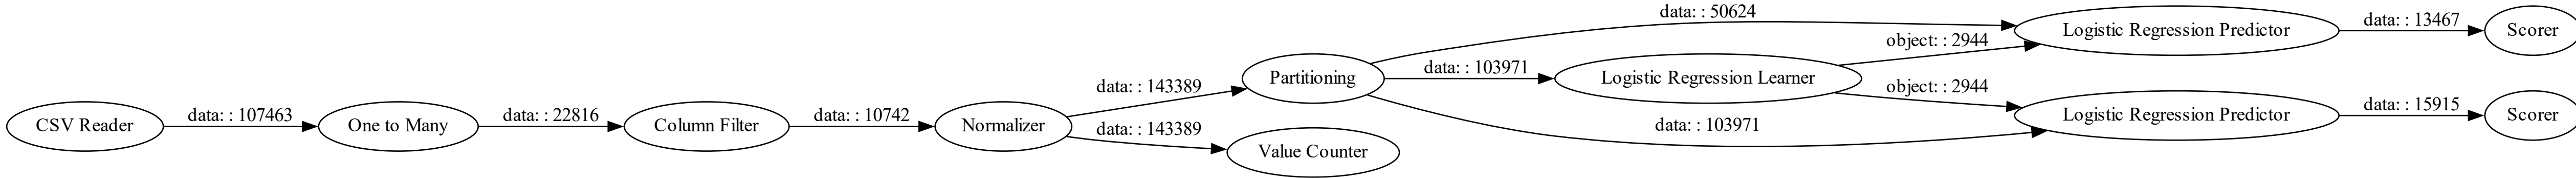 CSV Reader
data: : 107463
One to Many
data: : 22816
Column Filter
data: : 10742
Normalizer
data: : 143389
data: : 143389
Partitioning
Value Counter
data: : 50624
data: : 103971
data: : 103971
Logistic Regression Learner
object: : 2944
object: : 2944
Logistic Regression Predictor
Logistic Regression Predictor
data: : 13467
data: : 15915
Scorer
Scorer